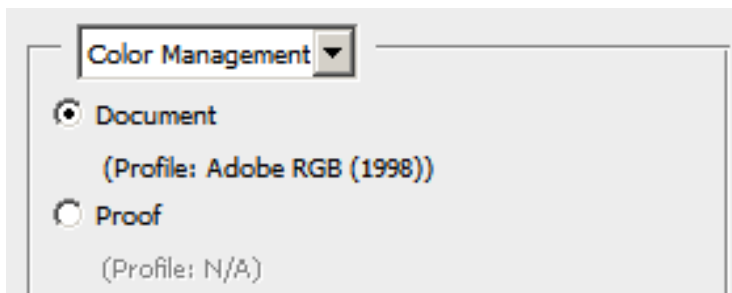 Color Management
Document
(Profile: Adobe RGB (1998))
Proof
(Profile: N/A)